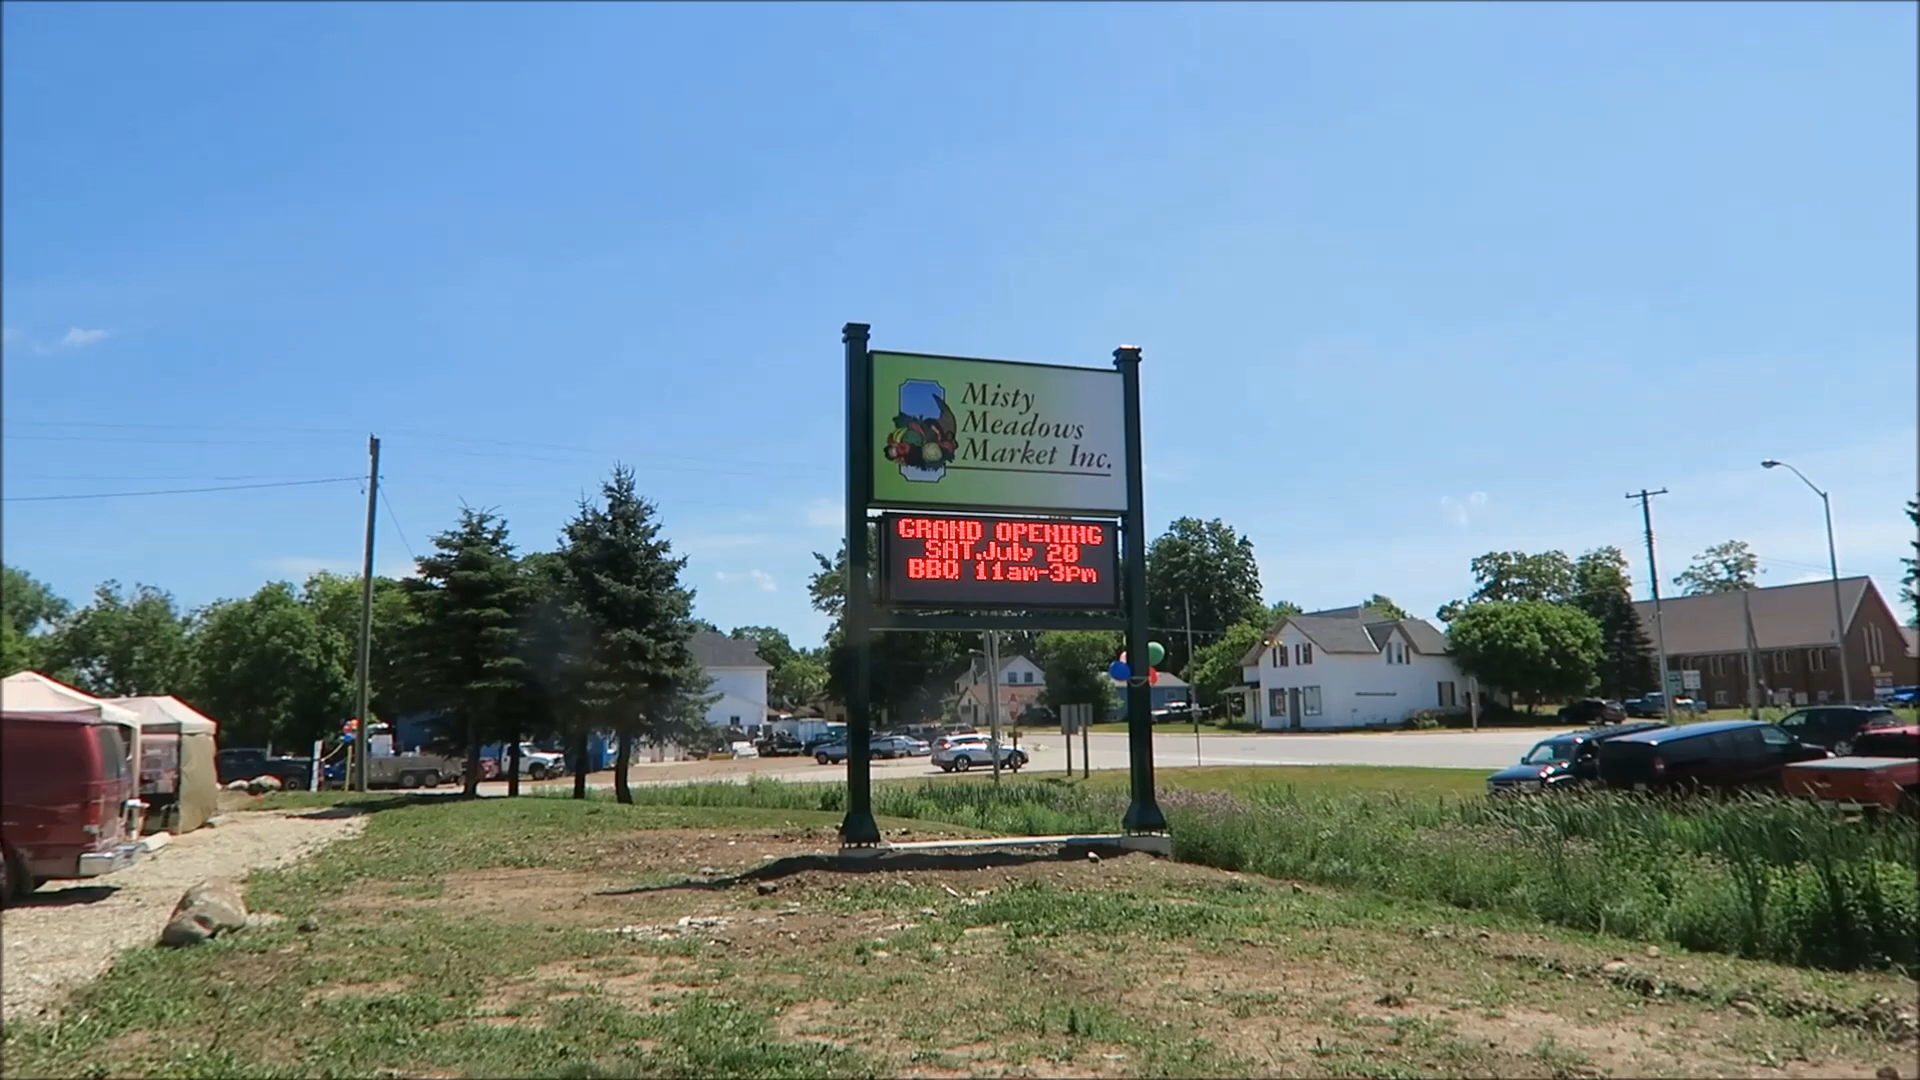 Misty
Meadows
Market Inc.
GRAND OPENING
SAT.July 20
BBQ 11am-3pm